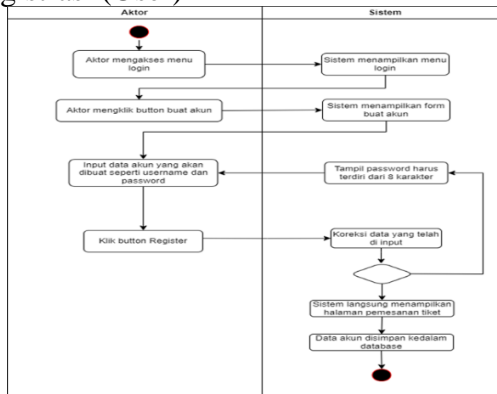 Aktor
Sistem
Aktor mengakses menu
login
Sistem menampilkan menu
login
Aktor mengklik button buat akun
Sistem menampilkan form
buat akun
Input data akun yang akan
dibuat seperti username dan
password
Tampil password harus
terdiri dari 8 karakter
Klik button Register
Koreksi data yang telah
di input
Sistem langsung menampilkan
halaman pemesanan tiket
Data akun disimpan kedalam
database